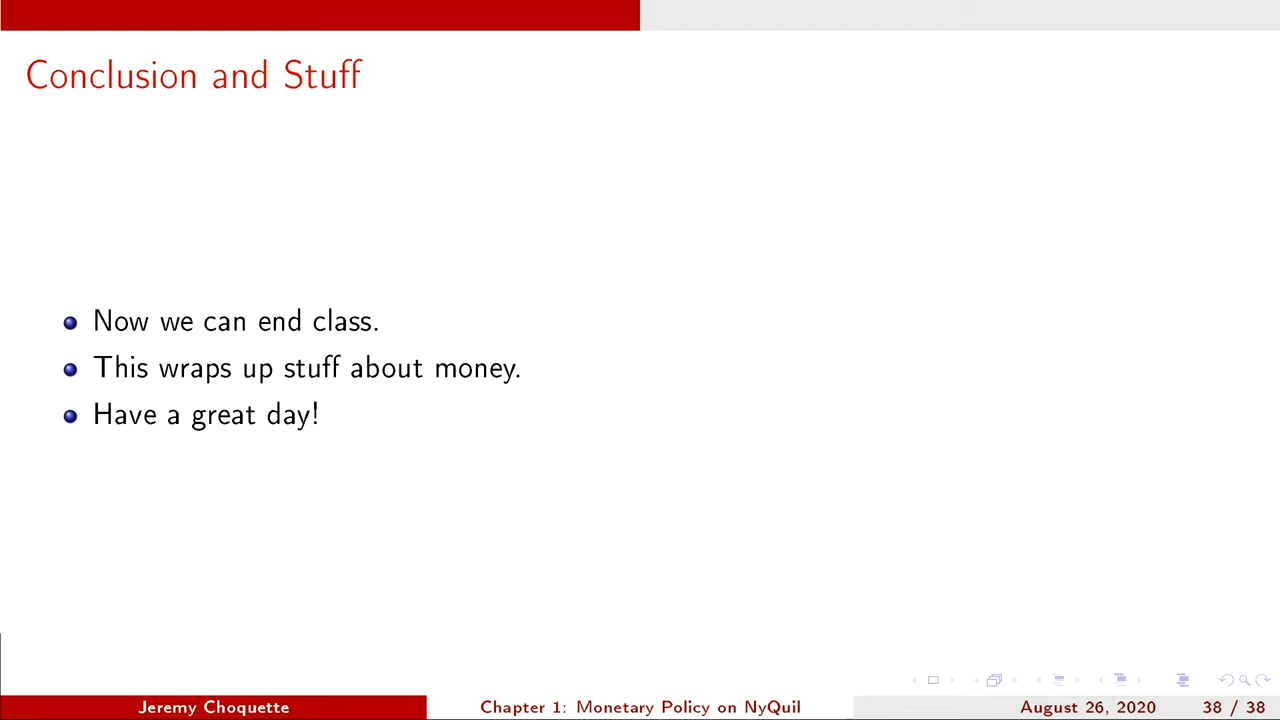 Conclusion and Stuff
Now we can end class.
This wraps up stuff about money.
Have a great day!
Jeremy Choquette
Chapter 1: Monetary Policy on NyQuil
August 26, 2020
38 / 38